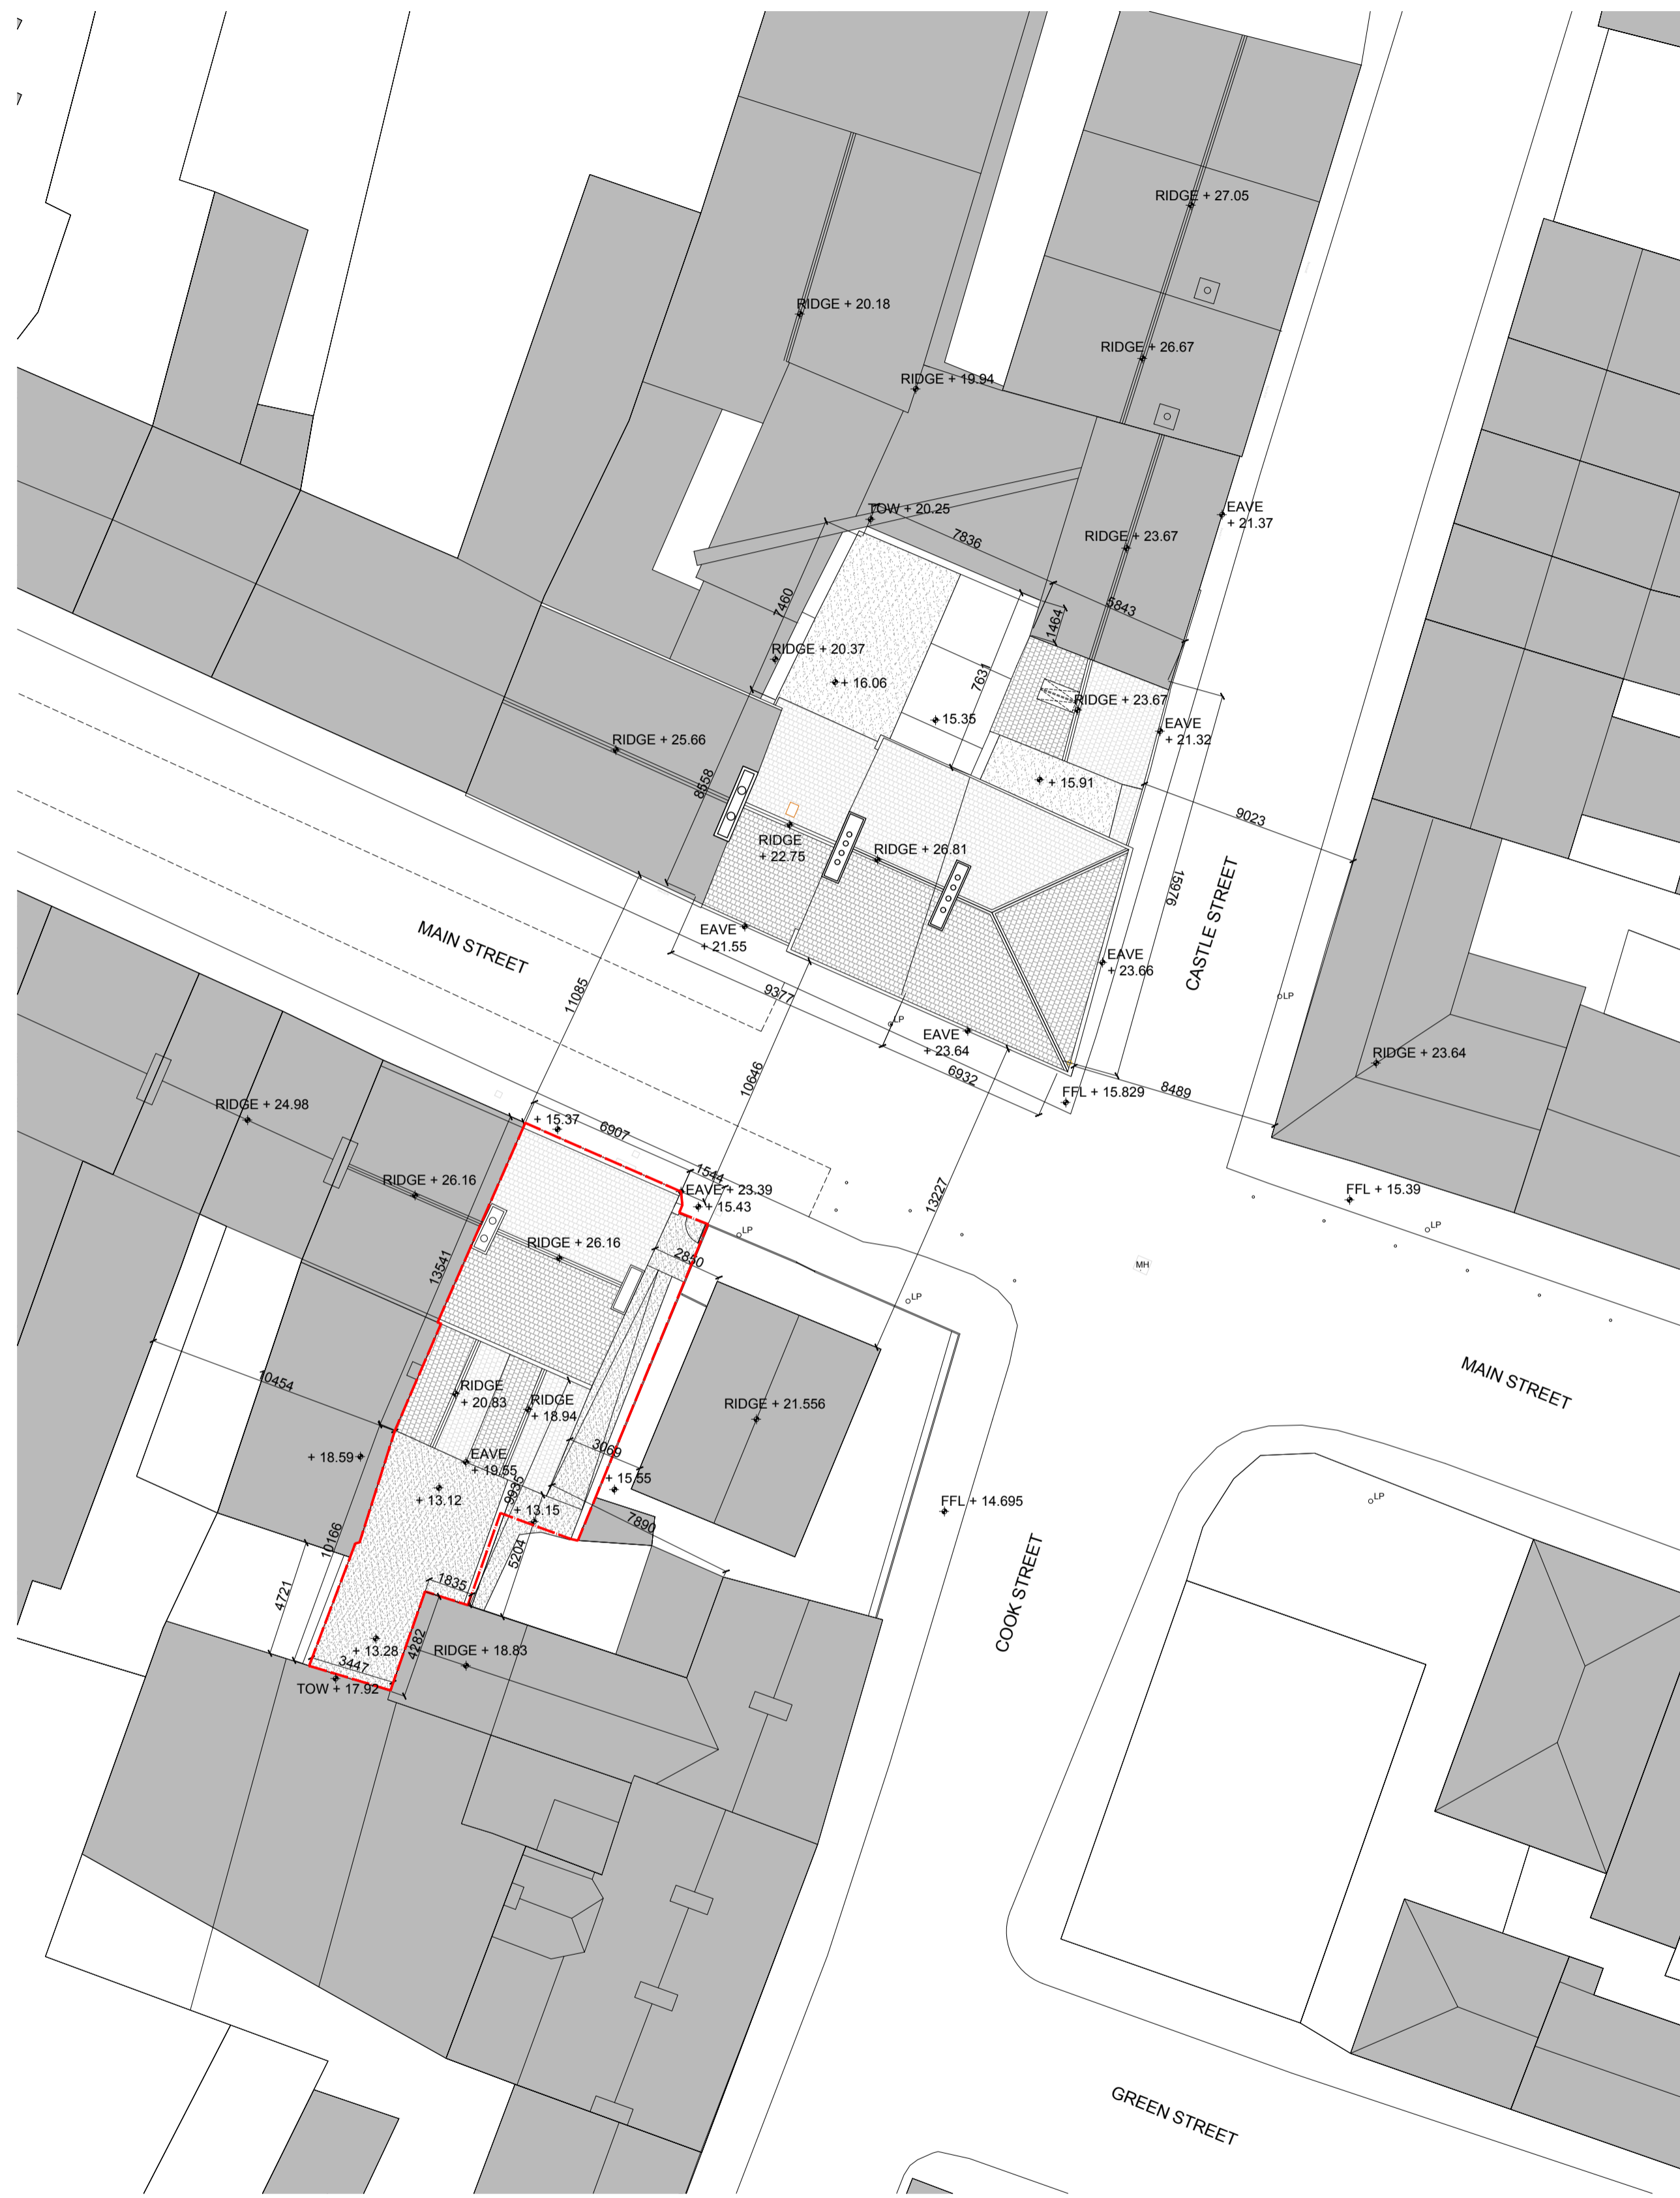 RIDGE + 27.05
RIDGE + 20.18
RIDGE + 26.67
RIDGE + 19.94
TOW + 20.25
EAVE
+ 21.37
7836
RIDGE + 23.67
7460
5843
1464
RIDGE + 20.37
7631
+ 16.06
RIDGE + 23.67
15.35
EAVE
+ 21.32
RIDGE + 25.66
8558
+ 15.91
9023
RIDGE
+ 22.75
RIDGE + 26.81
15976
CASTLE STREET
MAIN STREET
EAVE
+ 21.55
EAVE
+ 23.66
11085
9377
LP
LP
EAVE
+ 23.64
RIDGE + 23.64
10646
6932
8489
FFL + 15.829
RIDGE + 24.98
+ 15.37
6907
1544
RIDGE + 26.16
EAVE + 23.39
+ 15.43
13227
FFL + 15.39
LP
LP
RIDGE + 26.16
2850
13541
MH
LP
MAIN STREET
10454
RIDGE
+ 20.83
RIDGE
+ 18.94
RIDGE + 21.556
3069
+ 18.59
EAVE
+ 19.55
+ 15.55
9935
+ 13.12
+ 13.15
FFL + 14.695
LP
7890
10166
5204
COOK STREET
4721
1835
4282
+ 13.28
RIDGE + 18.83
3447
TOW + 17.92
GREEN STREET